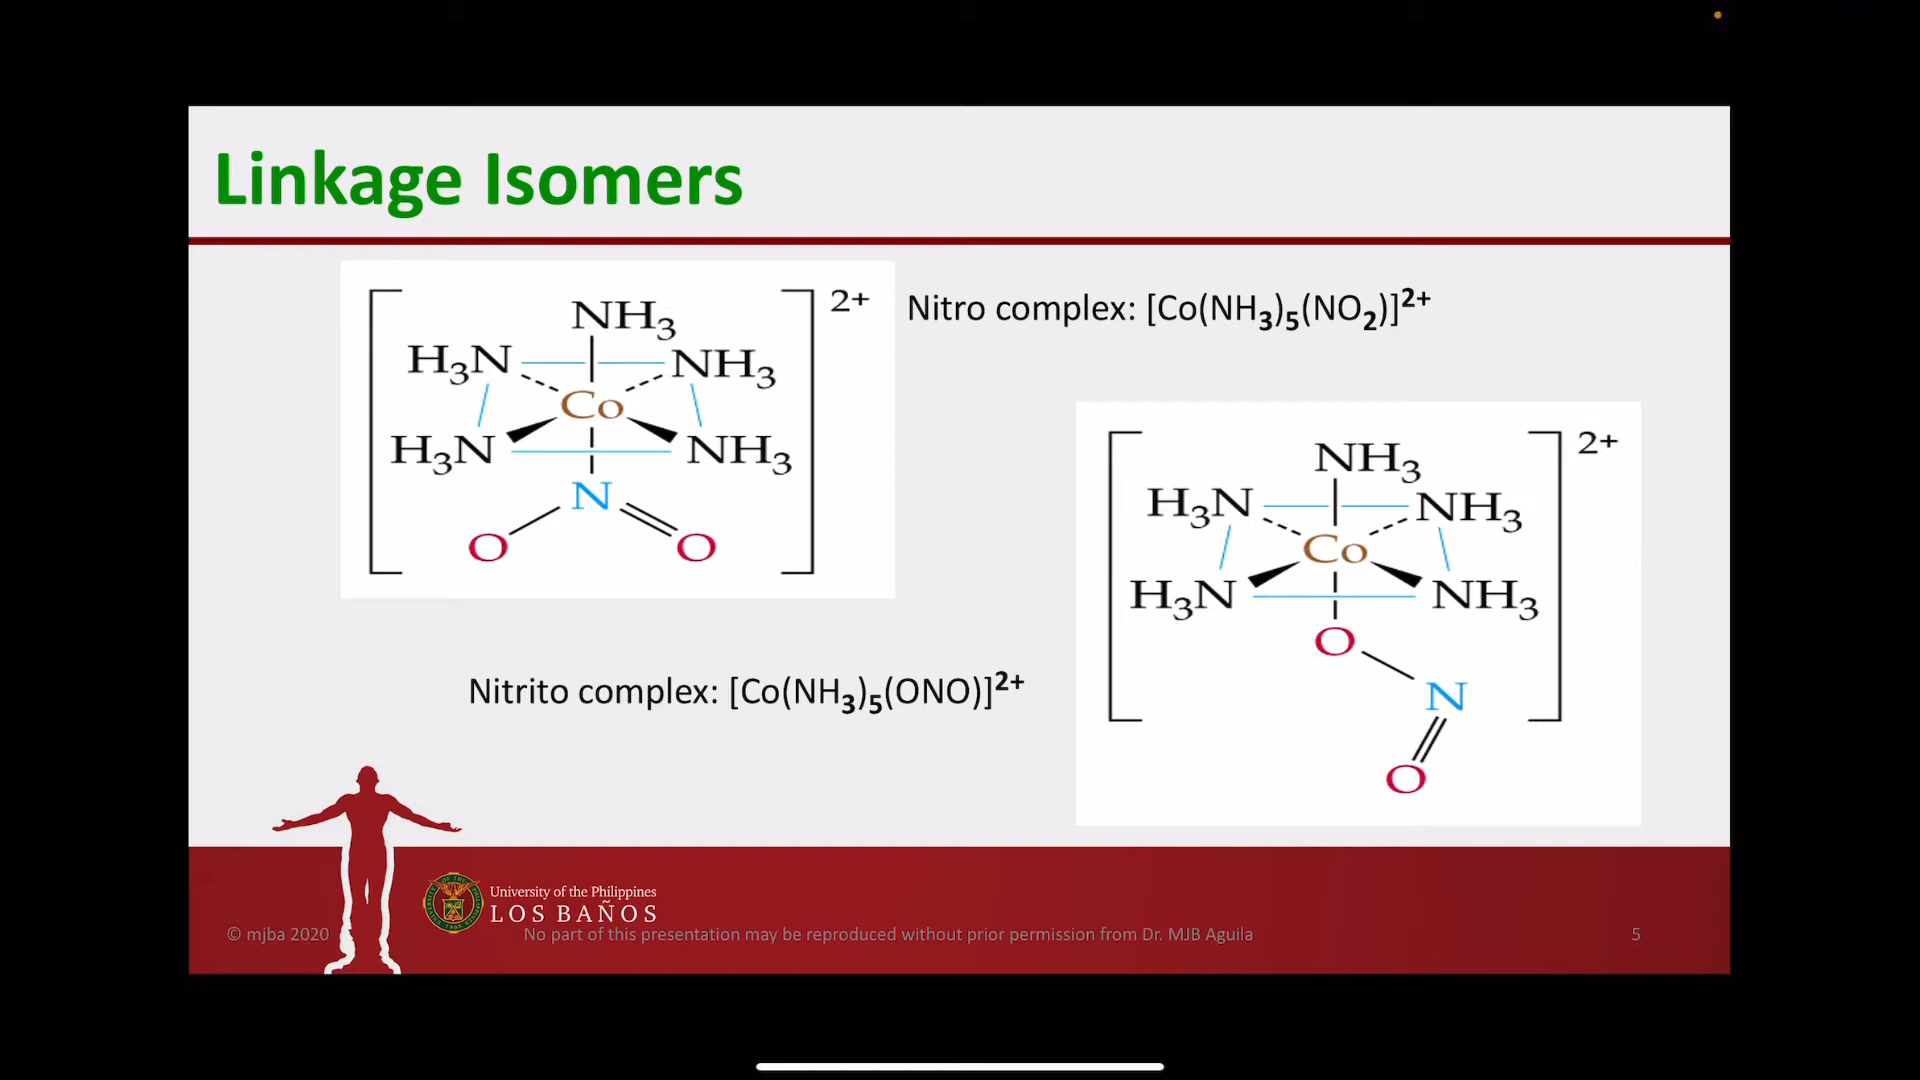 Linkage Isomers
[ ]2+
NH3
H3N NH3
Co
H3N NH3
N
O O
Nitro complex: [Co(NH3)5(NO2)]2+
[ ]2+
NH3
H3N NH3
Co
H3N NH3
O
N
O
Nitrito complex: [Co(NH3)5(ONO)]2+
University of the Philippines
LOS BAÑOS
© mjba 2020
No part of this presentation may be reproduced without prior permission from Dr. MJB Aguila
5